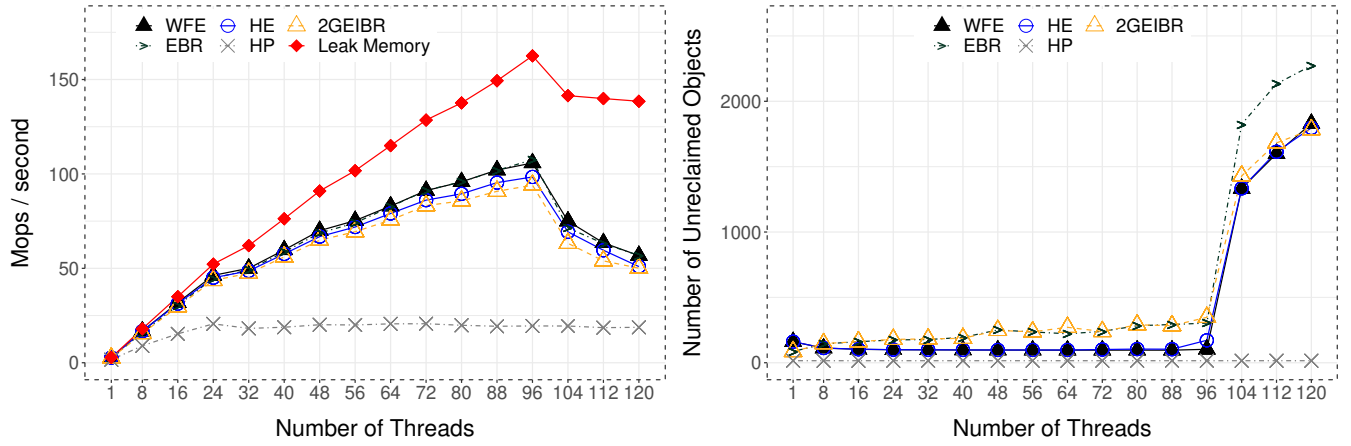 WFE HE 2GEIBR
EBR HP Leak Memory
Mops / second
150
100
50
0
1 8 16 24 32 40 48 56 64 72 80 88 96 104 112 120
Number of Threads
WFE HE 2GEIBR
EBR HP
Number of Unreclaimed Objects
2000
1000
0
1 8 16 24 32 40 48 56 64 72 80 88 96 104 112 120
Number of Threads